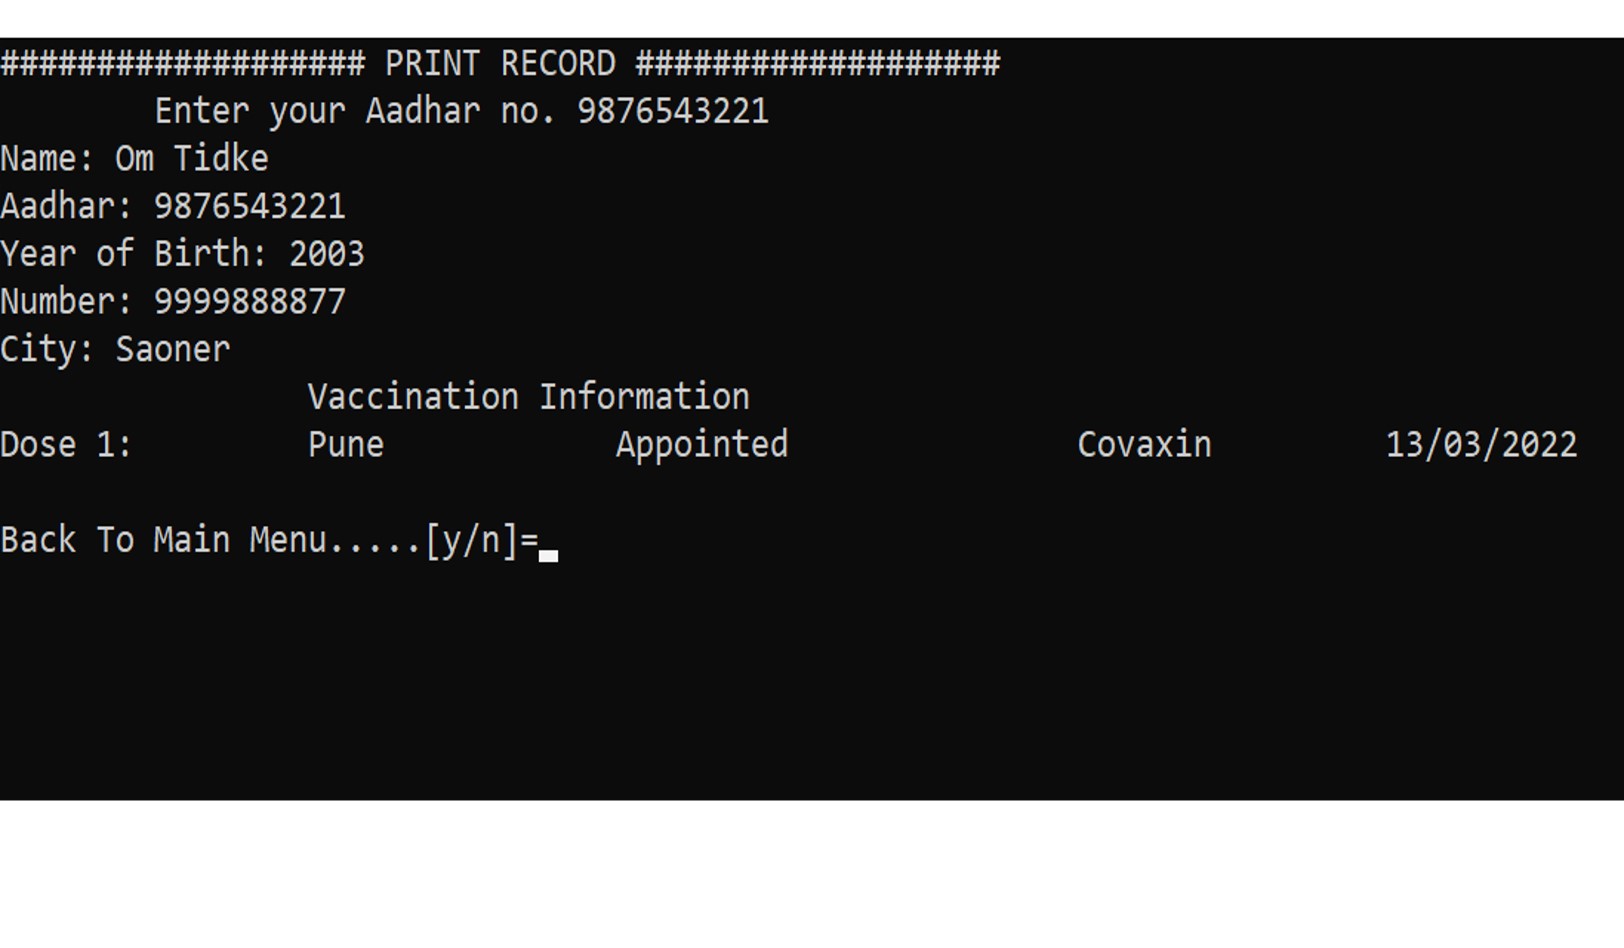 ################### PRINT RECORD ###################
Enter your Aadhar no. 9876543221
Name: Om Tidke
Aadhar: 9876543221
Year of Birth: 2003
Number: 9999888877
City: Saoner
Vaccination Information
Dose 1: Pune Appointed Covaxin 13/03/2022
Back To Main Menu.....[y/n]=